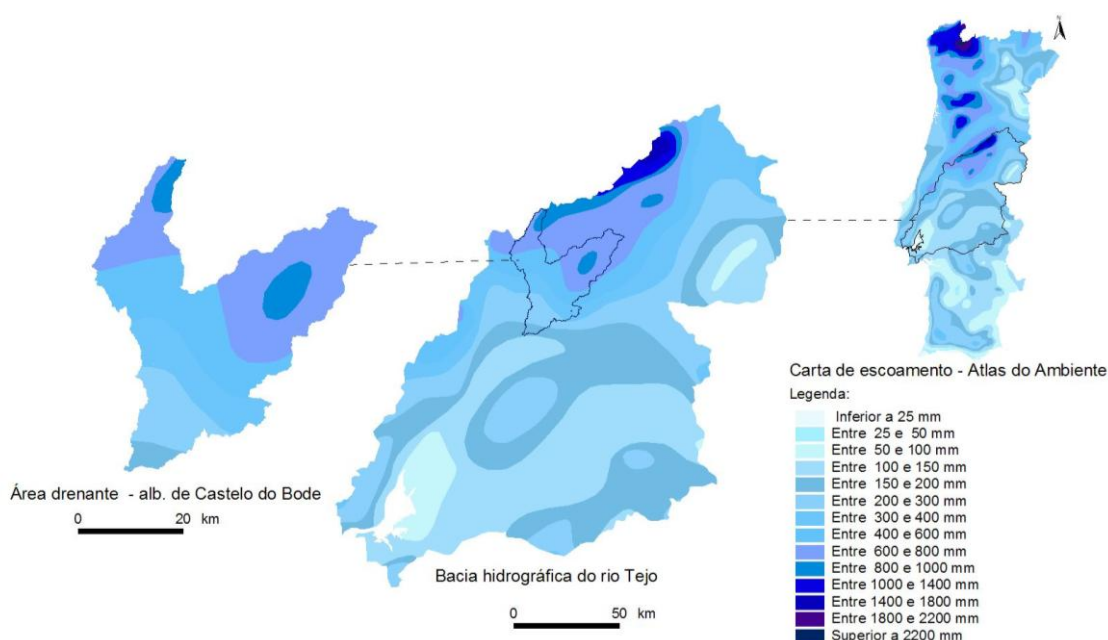 N
Área drenante - alb. de Castelo do Bode
0 20 km
Bacia hidrográfica do rio Tejo
0 50 km
Carta de escoamento - Atlas do Ambiente
Legenda:
Inferior a 25 mm
Entre 25 e 50 mm
Entre 50 e 100 mm
Entre 100 e 150 mm
Entre 150 e 200 mm
Entre 200 e 300 mm
Entre 300 e 400 mm
Entre 400 e 600 mm
Entre 600 e 800 mm
Entre 800 e 1000 mm
Entre 1000 e 1400 mm
Entre 1400 e 1800 mm
Entre 1800 e 2200 mm
Superior a 2200 mm